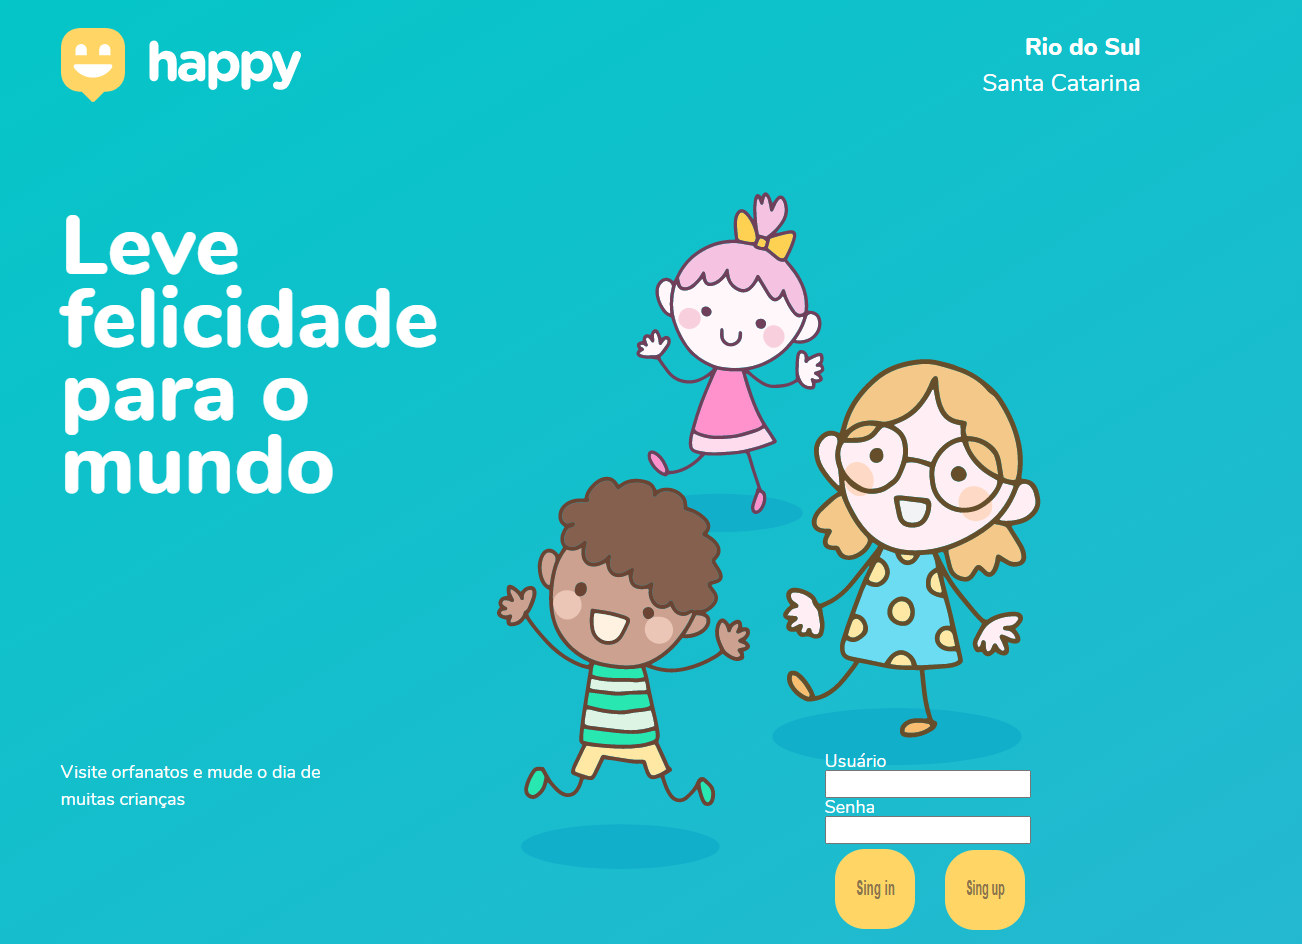 happy
Rio do Sul
Santa Catarina
Leve
felicidade
para o
mundo
Visite orfanatos e mude o dia de
muitas crianças
Usuário
Senha
Sing in
Sing up